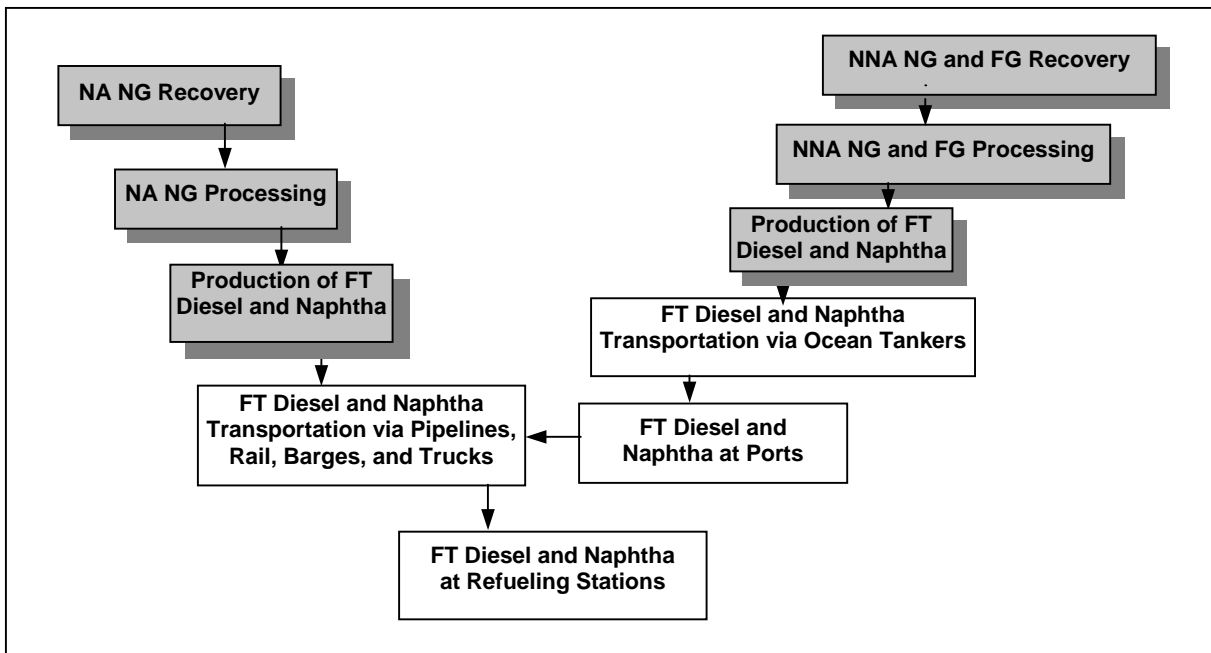 NNA NG and FG Recovery
.
NA NG Recovery
NNA NG and FG Processing
NA NG Processing
Production of FT
Diesel and Naphtha
Production of FT
Diesel and Naphtha
FT Diesel and Naphtha
Transportation via Ocean Tankers
FT Diesel and Naphtha
Transportation via Pipelines,
Rail, Barges, and Trucks
FT Diesel and
Naphtha at Ports
FT Diesel and Naphtha
at Refueling Stations